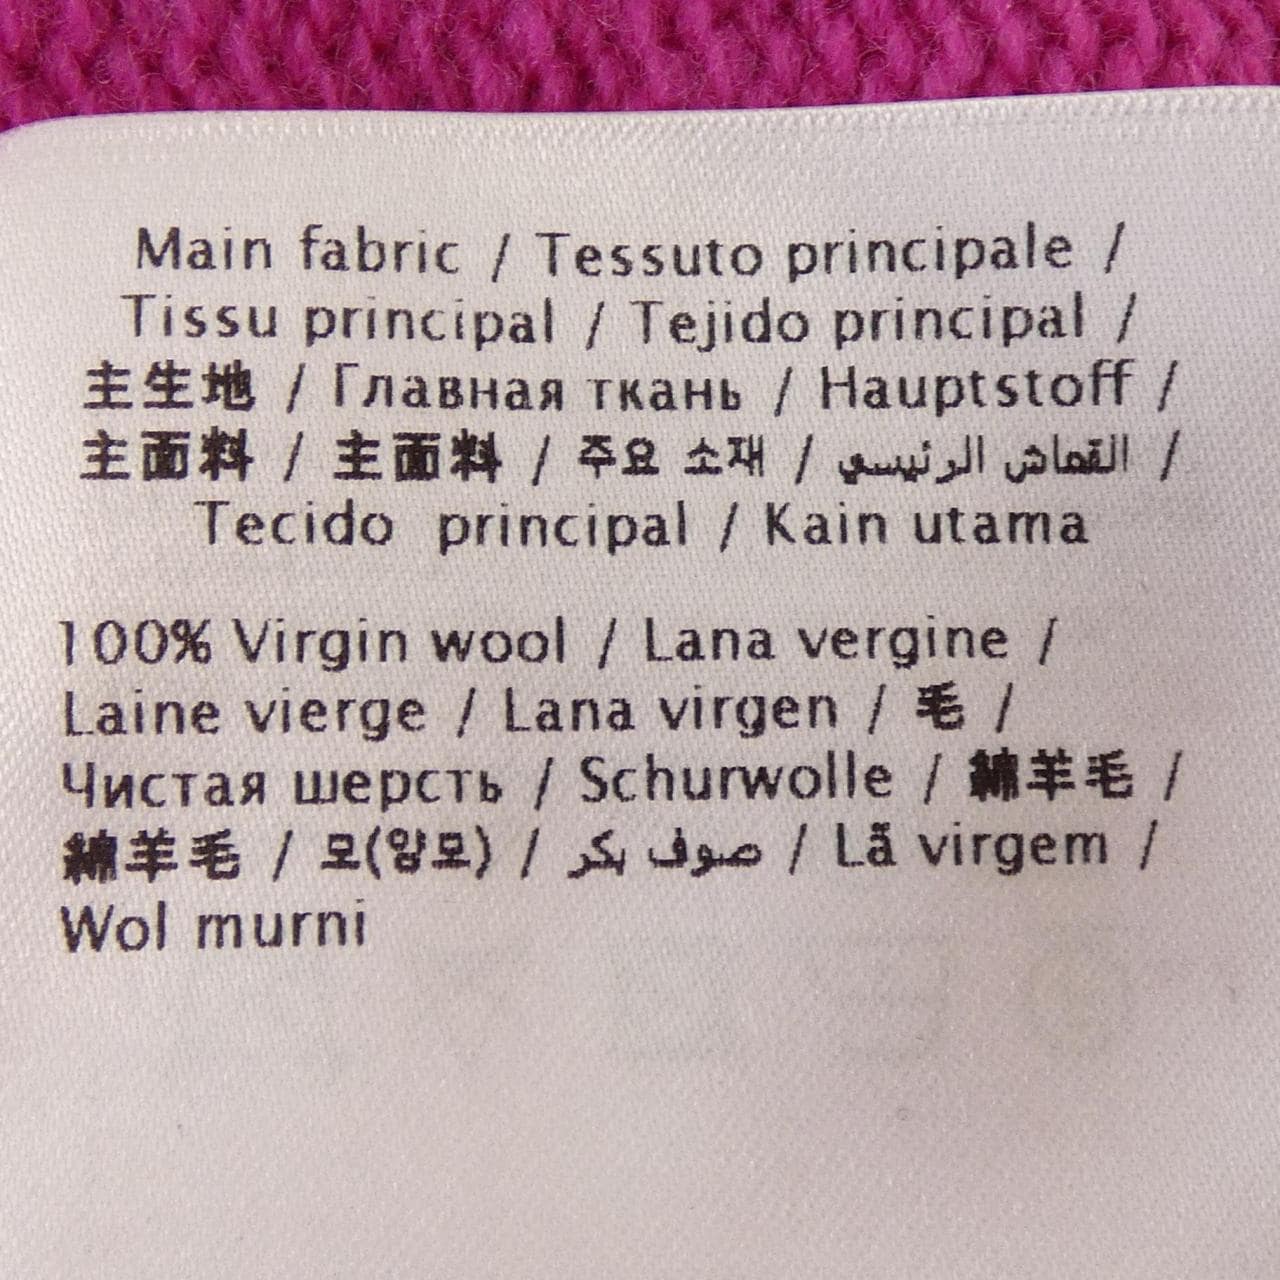 Main fabric / Tessuto principale /
Tissu principal / Tejido principal /
主生地 / Главная ткань / Hauptstoff /
主面料 / 主面料 / 주요 소재 / القماش الرئيسي /
Tecido principal / Kain utama
100% Virgin wool / Lana vergine /
Laine vierge / Lana virgen / 毛 /
Чистая шерсть / Schurwolle / 綿羊毛 /
綿羊毛 / 모(양모) / صوف بكر / Lã virgem /
Wol murni